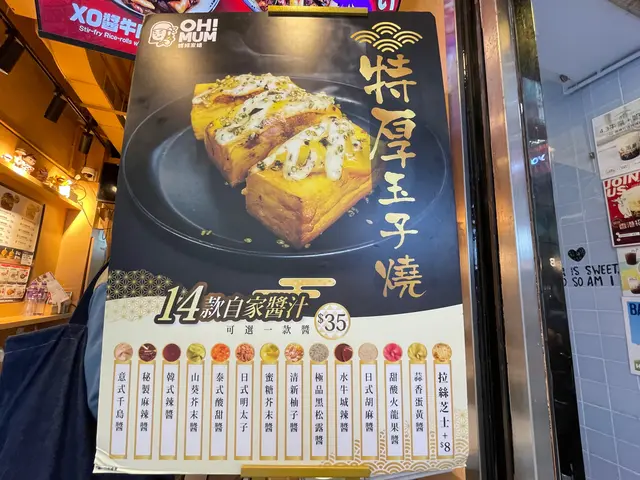 XO醬牛
Stir-fry Rice-rolls w
OH!
MUM
特厚玉子燒
14款自家醬汁
可選一款醬
$35
意式千島醬
秘製麻辣醬
韓式辣醬
山葵芥末醬
泰式酸甜醬
日式明太子
蜜糖芥末醬
清新柚子醬
極品黑松露醬
水牛城辣醬
日式胡麻醬
甜酸火龍果醬
蒜香蛋黃醬
拉絲芝士+$8
JOIN
US
IS SWEET
SO AM I